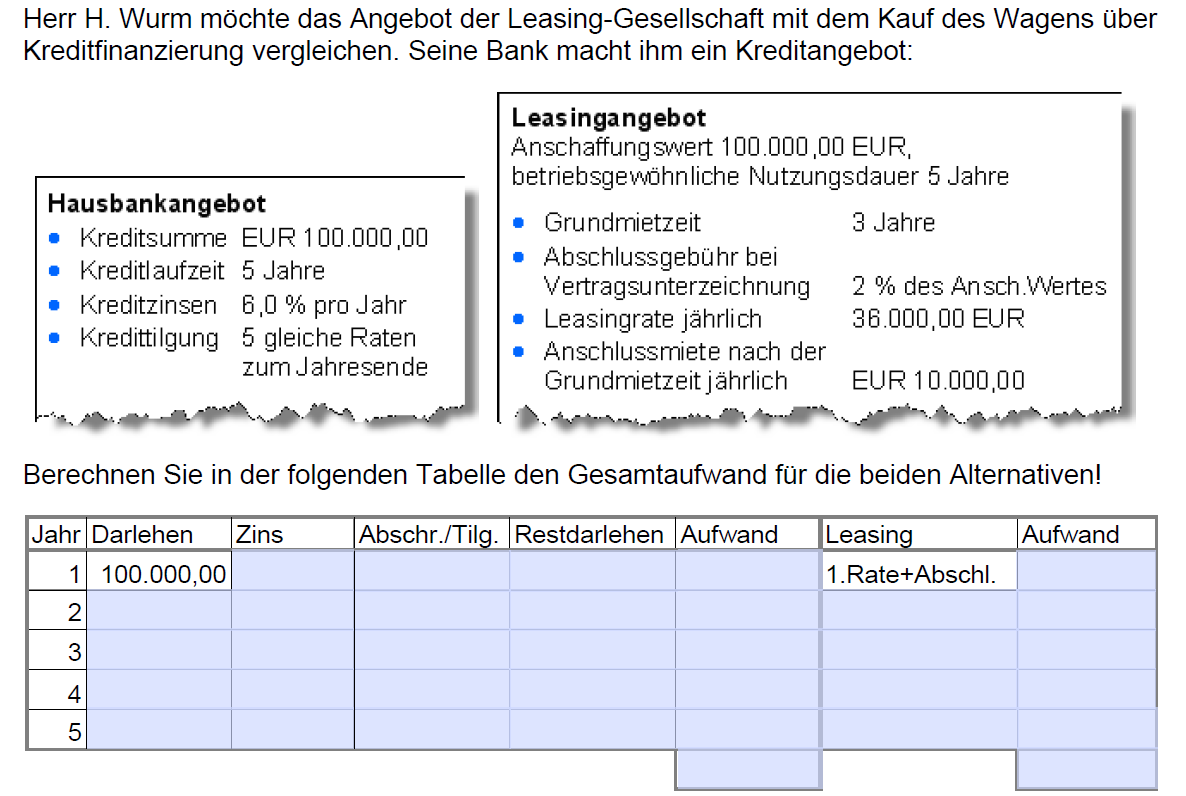 Herr H. Wurm möchte das Angebot der Leasing-Gesellschaft mit dem Kauf des Wagens über
Kreditfinanzierung vergleichen. Seine Bank macht ihm ein Kreditangebot:
Hausbankangebot
• Kreditsumme EUR 100.000,00
• Kreditlaufzeit 5 Jahre
• Kreditzinsen 6,0 % pro Jahr
• Kredittilgung 5 gleiche Raten
zum Jahresende
Leasingangebot
Anschaffungswert 100.000,00 EUR,
betriebsgewöhnliche Nutzungsdauer 5 Jahre
• Grundmietzeit 3 Jahre
• Abschlussgebühr bei
Vertragsunterzeichnung 2 % des Ansch.Wertes
• Leasingrate jährlich 36.000,00 EUR
• Anschlussmiete nach der
Grundmietzeit jährlich EUR 10.000,00
Berechnen Sie in der folgenden Tabelle den Gesamtaufwand für die beiden Alternativen!
Jahr Darlehen Zins Abschr./Tilg. Restdarlehen Aufwand Leasing Aufwand
1 100.000,00 1.Rate+Abschl.
2
3
4
5